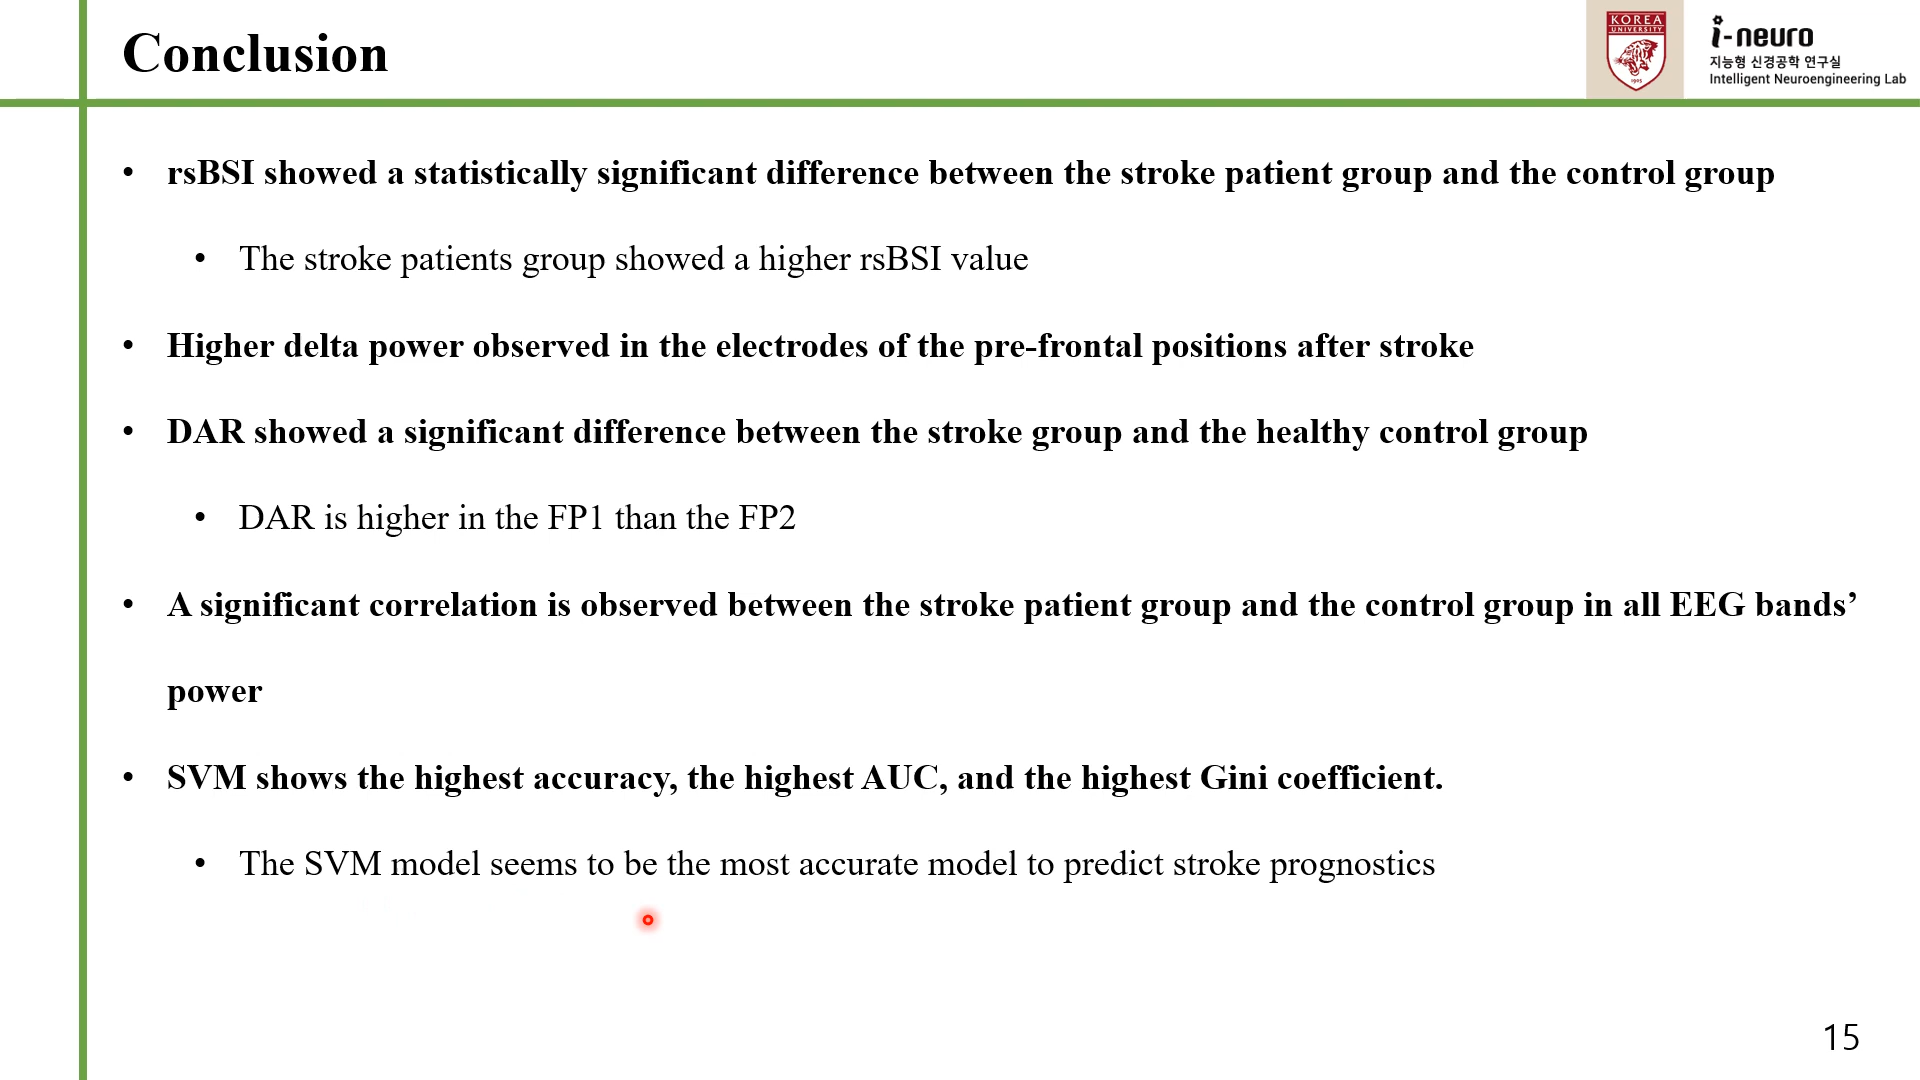 Conclusion
KOREA
UNIVERSITY
1905
i-neuro
지능형 신경공학 연구실
Intelligent Neuroengineering Lab
• rsBSI showed a statistically significant difference between the stroke patient group and the control group
• The stroke patients group showed a higher rsBSI value
• Higher delta power observed in the electrodes of the pre-frontal positions after stroke
• DAR showed a significant difference between the stroke group and the healthy control group
• DAR is higher in the FP1 than the FP2
• A significant correlation is observed between the stroke patient group and the control group in all EEG bands’
power
• SVM shows the highest accuracy, the highest AUC, and the highest Gini coefficient.
• The SVM model seems to be the most accurate model to predict stroke prognostics
15